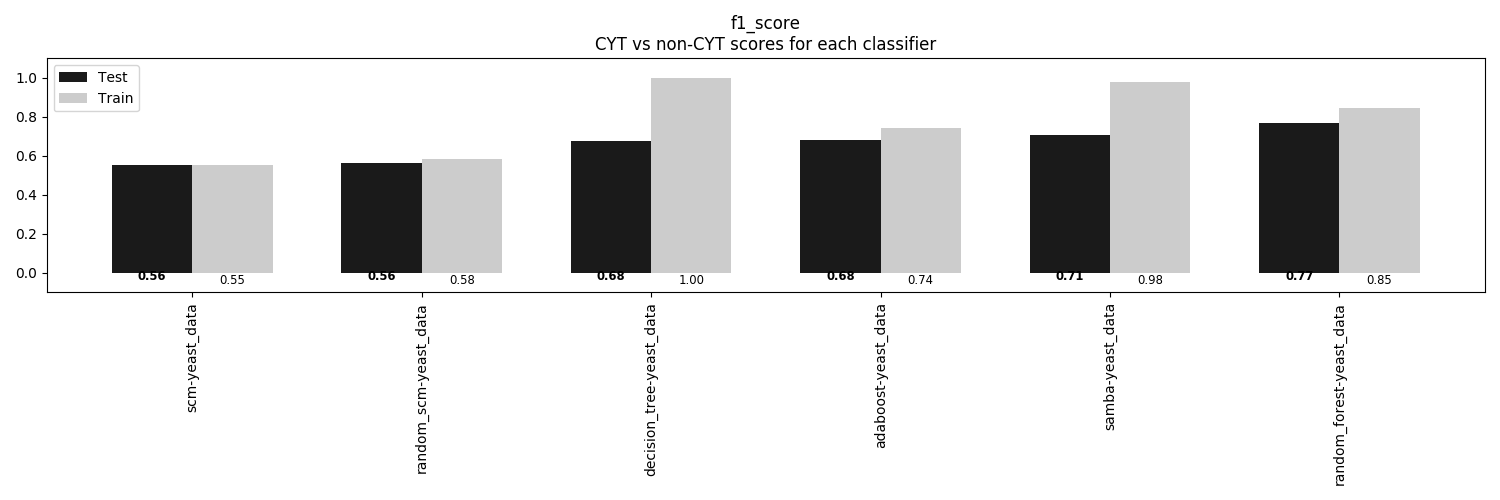 f1_score
CYT vs non-CYT scores for each classifier
Test
Train
1.0
0.8
0.6
0.4
0.2
0.0
0.56 0.55 0.56 0.58 0.68 1.00 0.68 0.74 0.71 0.98 0.77 0.85
scm-yeast_data
random_scm-yeast_data
decision_tree-yeast_data
adaboost-yeast_data
samba-yeast_data
random_forest-yeast_data